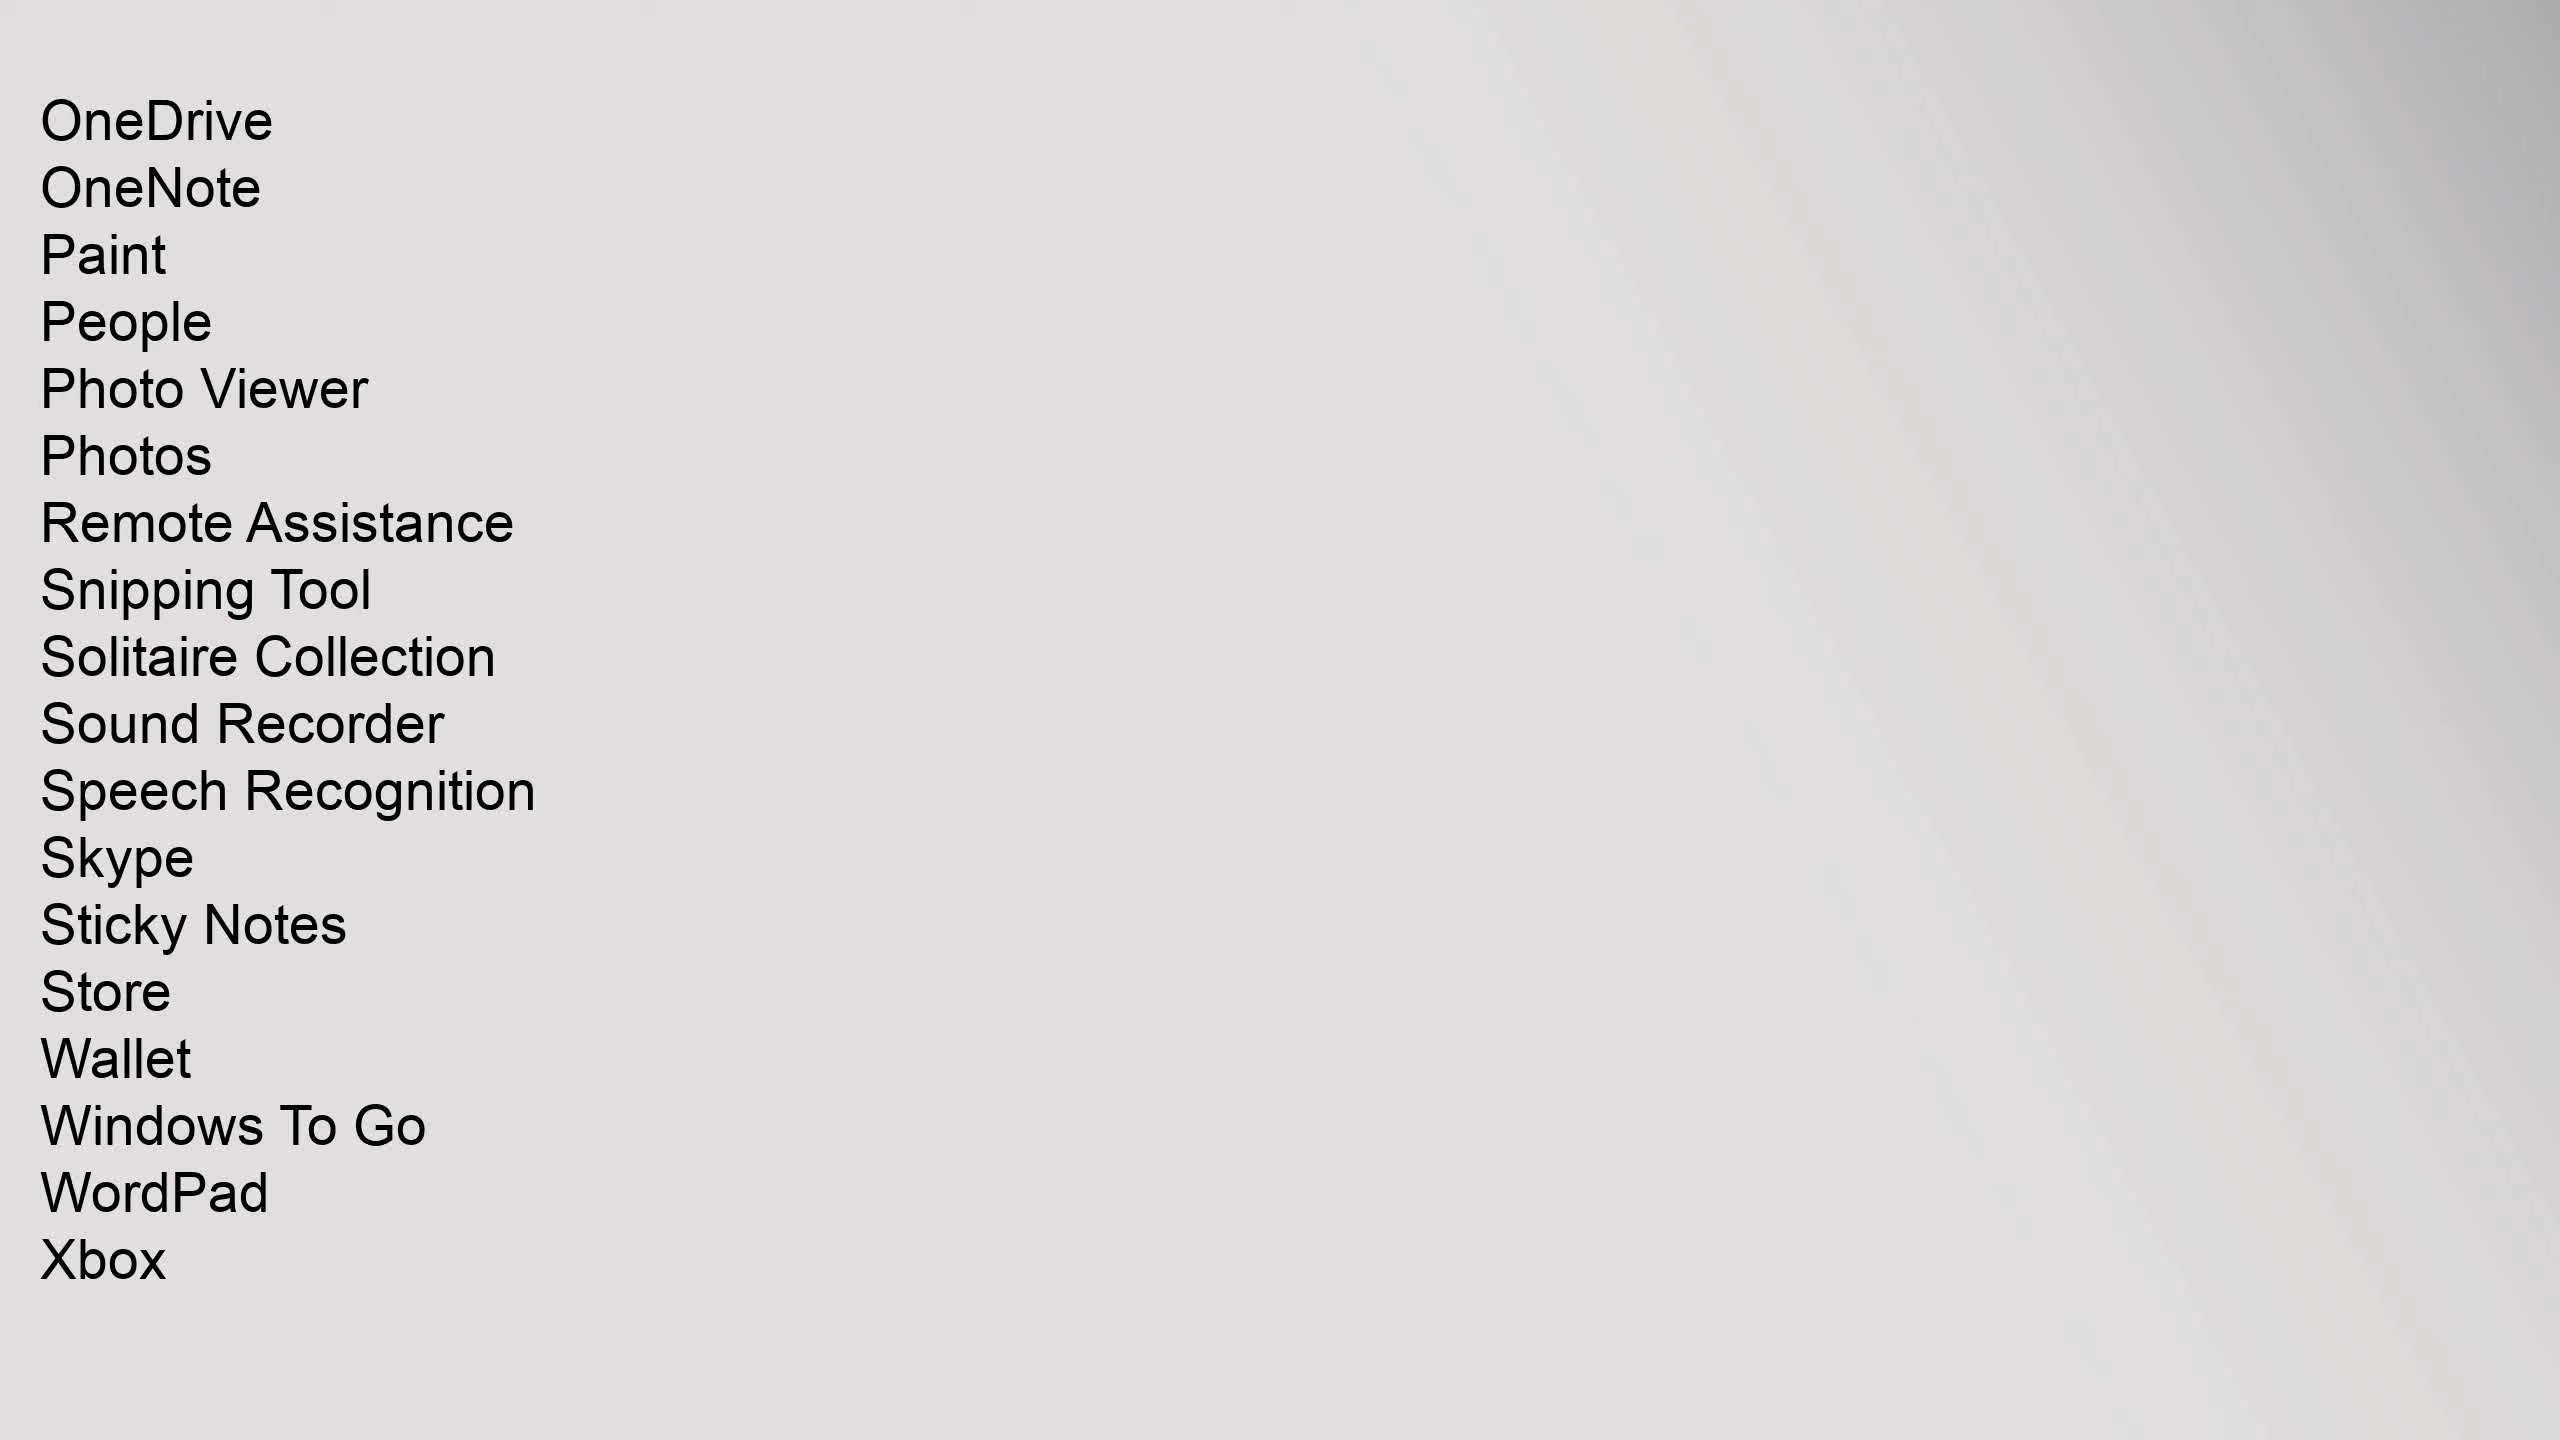 OneDrive
OneNote
Paint
People
Photo Viewer
Photos
Remote Assistance
Snipping Tool
Solitaire Collection
Sound Recorder
Speech Recognition
Skype
Sticky Notes
Store
Wallet
Windows To Go
WordPad
Xbox